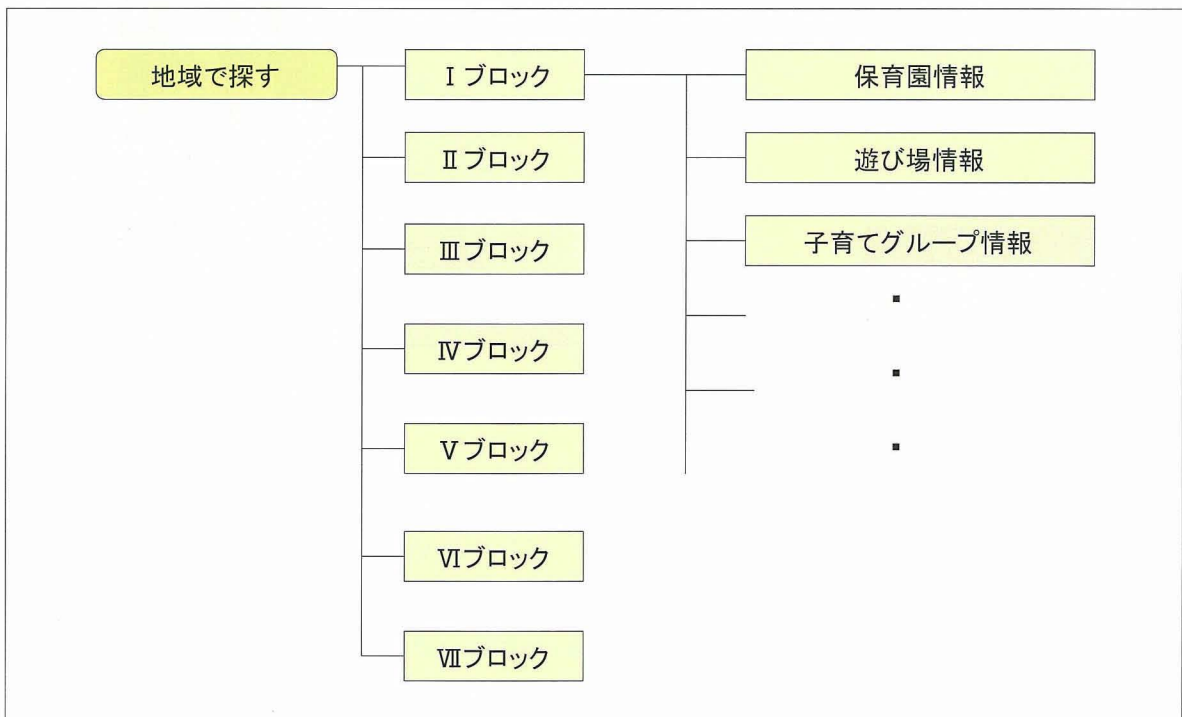 地域で探す
Ⅰブロック
Ⅱブロック
Ⅲブロック
Ⅳブロック
Ⅴブロック
Ⅵブロック
Ⅶブロック
保育園情報
遊び場情報
子育てグループ情報